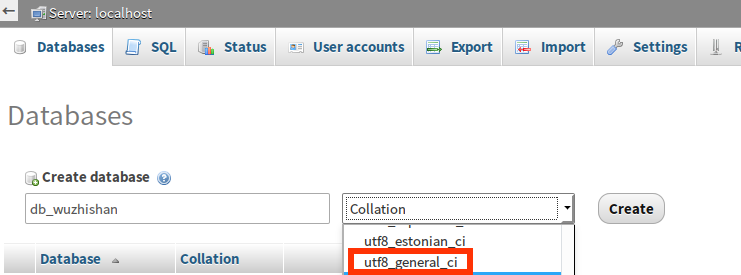 Server: localhost
Databases SQL Status User accounts Export Import Settings R
Databases
Create database
db_wuzhishan Collation Create
utf8_estonian_ci
Database Collation
utf8_general_ci